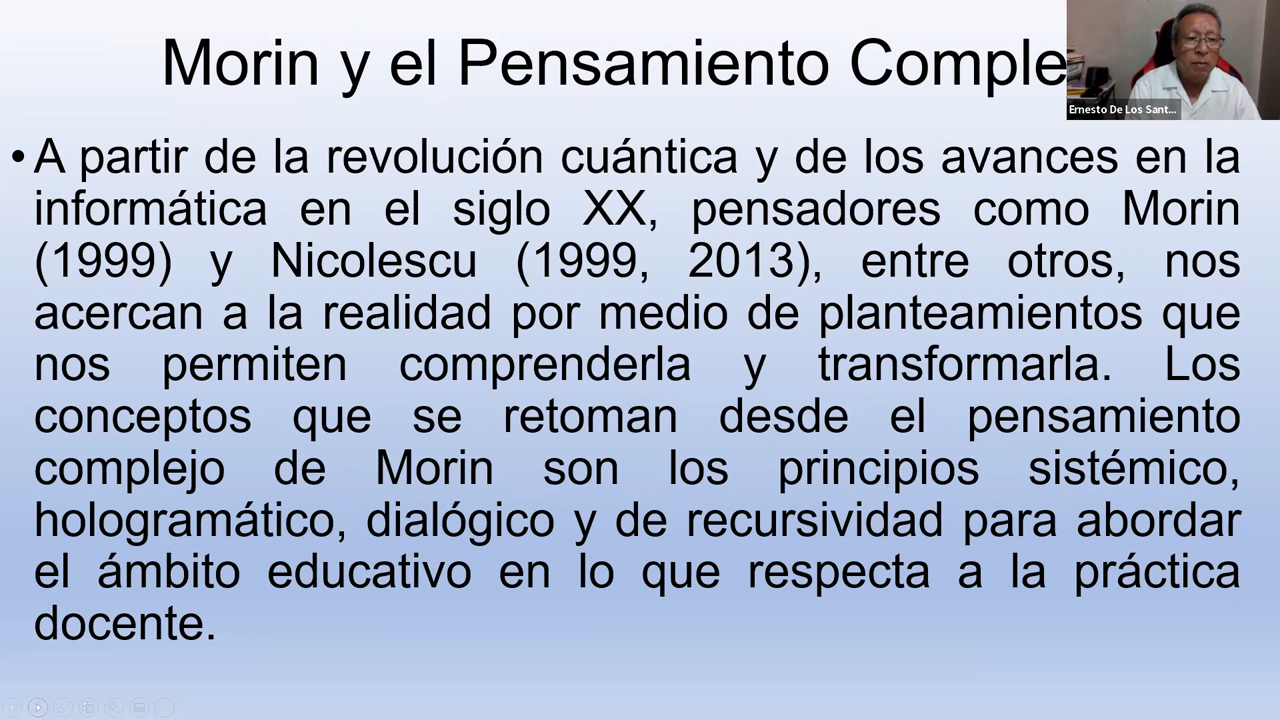 Morin y el Pensamiento Comple
Ernesto De Los Sant...
• A partir de la revolución cuántica y de los avances en la
informática en el siglo XX, pensadores como Morin
(1999) y Nicolescu (1999, 2013), entre otros, nos
acercan a la realidad por medio de planteamientos que
nos permiten comprenderla y transformarla. Los
conceptos que se retoman desde el pensamiento
complejo de Morin son los principios sistémico,
hologramático, dialógico y de recursividad para abordar
el ámbito educativo en lo que respecta a la práctica
docente.